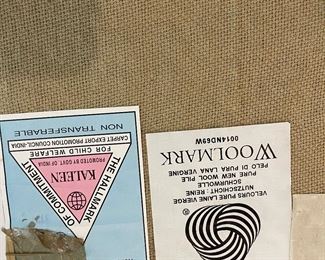 ®
VELOURS PURE LAINE VIERGE
NUTZSCHICHT : REINE
SCHURWOLLE
PURE NEW WOOL PILE
PELO DI PURA LANA VERGINE
WOOLMARK
0014ND69W
THE HALLMARK
OF COMMITMENT
KALEEN
PROMOTED BY GOVT. OF INDIA
FOR CHILD WELFARE
CARPET EXPORT PROMOTION COUNCIL-INDIA
NON TRANSFERABLE